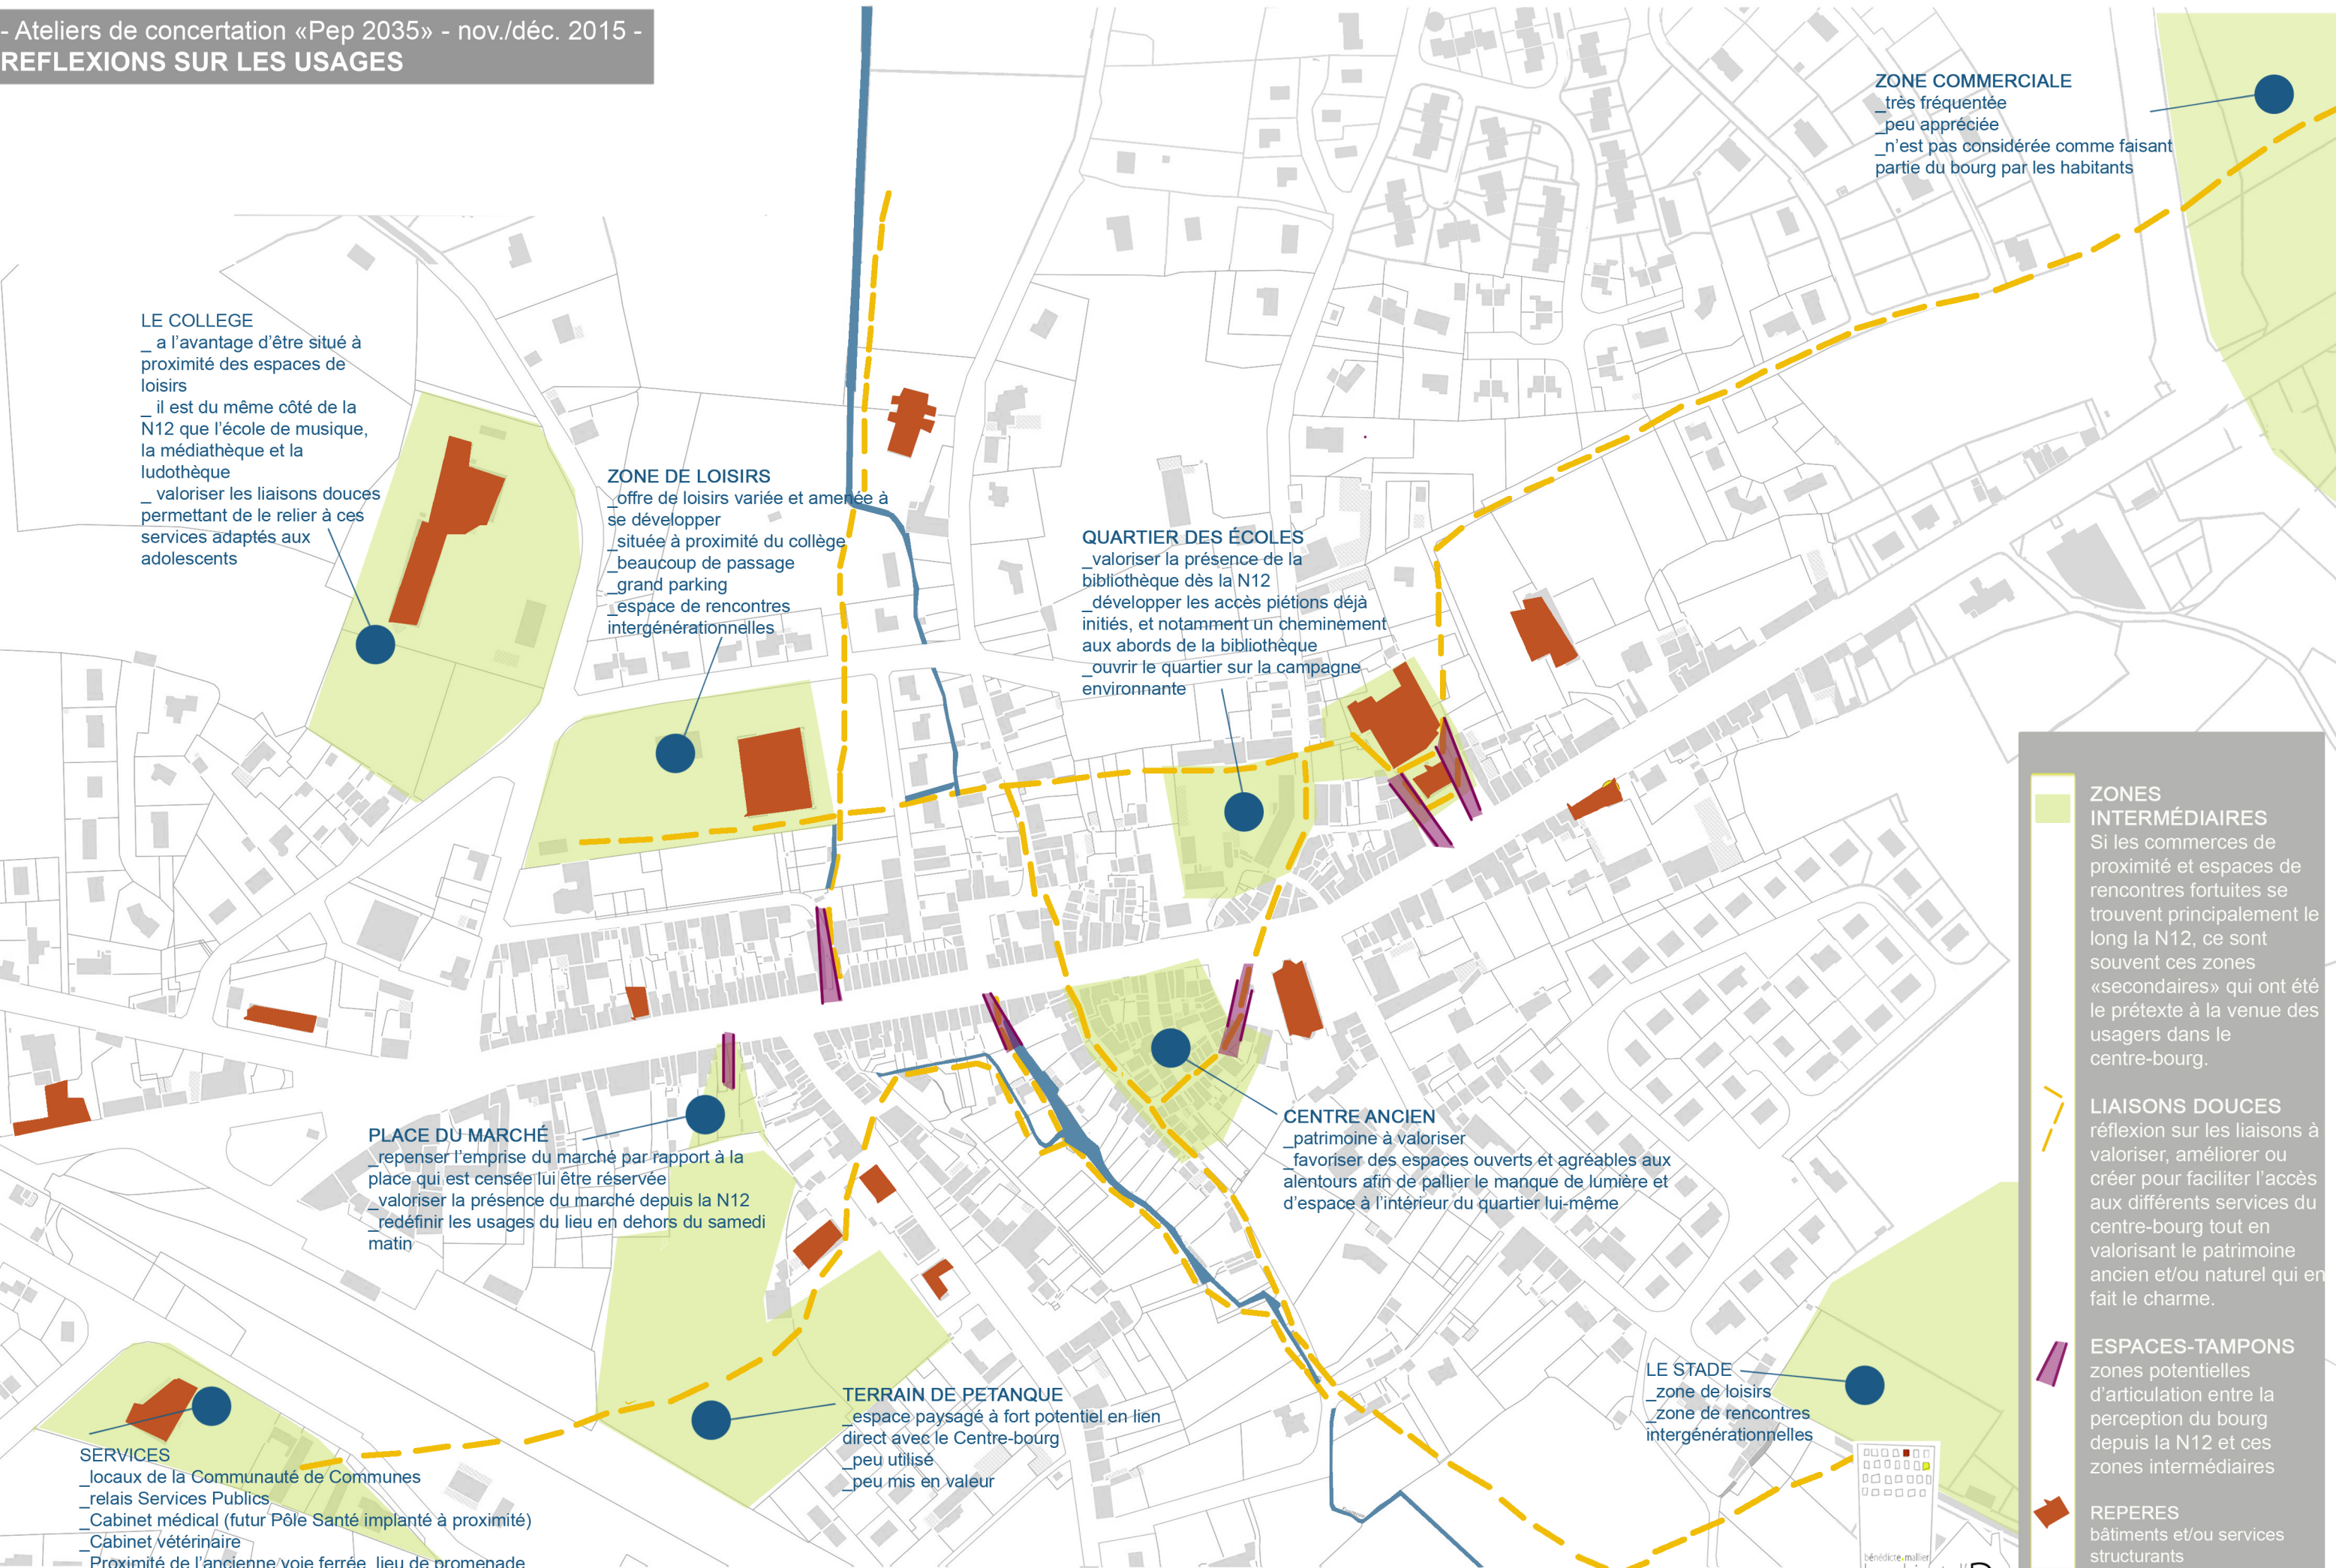 - Ateliers de concertation «Pep 2035» - nov./déc. 2015 -
REFLEXIONS SUR LES USAGES
ZONE COMMERCIALE
_très fréquentée
_peu appréciée
_n'est pas considérée comme faisant
partie du bourg par les habitants
LE COLLEGE
_ a l'avantage d'être situé à
proximité des espaces de
loisirs
_ il est du même côté de la
N12 que l'école de musique,
la médiathèque et la
ludothèque
_ valoriser les liaisons douces
permettant de le relier à ces
services adaptés aux
adolescents
ZONE DE LOISIRS
_offre de loisirs variée et amenée à
se développer
_située à proximité du collège
_beaucoup de passage
_grand parking
_espace de rencontres
intergénérationnelles
QUARTIER DES ÉCOLES
_valoriser la présence de la
bibliothèque dès la N12
_développer les accès piétions déjà
initiés, et notamment un cheminement
aux abords de la bibliothèque
_ouvrir le quartier sur la campagne
environnante
PLACE DU MARCHÉ
_repenser l'emprise du marché par rapport à la
place qui est censée lui être réservée
_valoriser la présence du marché depuis la N12
_redéfinir les usages du lieu en dehors du samedi
matin
CENTRE ANCIEN
_patrimoine à valoriser
_favoriser des espaces ouverts et agréables aux
alentours afin de pallier le manque de lumière et
d'espace à l'intérieur du quartier lui-même
TERRAIN DE PETANQUE
_espace paysagé à fort potentiel en lien
direct avec le Centre-bourg
_peu utilisé
_peu mis en valeur
LE STADE
_zone de loisirs
_zone de rencontres
intergénérationnelles
SERVICES
_locaux de la Communauté de Communes
_relais Services Publics
_Cabinet médical (futur Pôle Santé implanté à proximité)
_Cabinet vétérinaire
_Proximité de l'ancienne voie ferrée, lieu de promenade
ZONES
INTERMÉDIAIRES
Si les commerces de
proximité et espaces de
rencontres fortuites se
trouvent principalement le
long la N12, ce sont
souvent ces zones
«secondaires» qui ont été
le prétexte à la venue des
usagers dans le
centre-bourg.
LIAISONS DOUCES
réflexion sur les liaisons à
valoriser, améliorer ou
créer pour faciliter l'accès
aux différents services du
centre-bourg tout en
valorisant le patrimoine
ancien et/ou naturel qui en
fait le charme.
ESPACES-TAMPONS
zones potentielles
d'articulation entre la
perception du bourg
depuis la N12 et ces
zones intermédiaires
REPERES
bâtiments et/ou services
structurants
bénédicte mallier